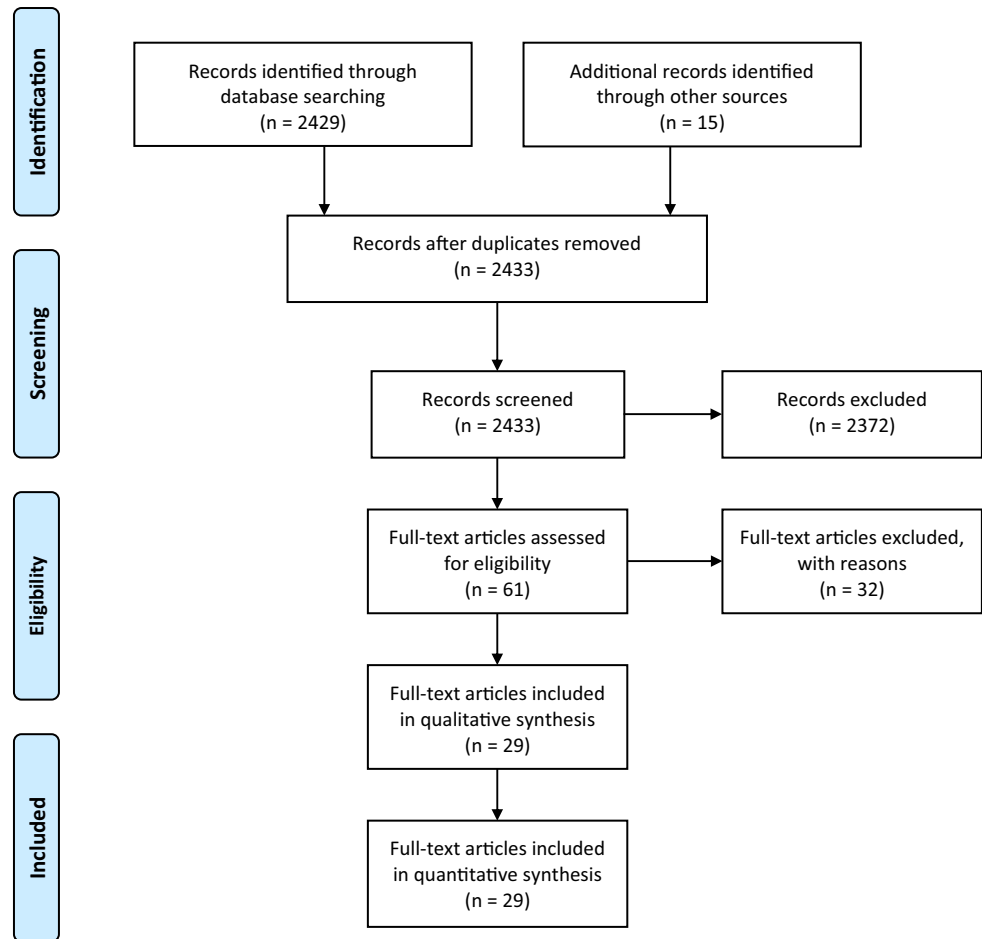 Identification
Records identified through
database searching
(n = 2429)
Additional records identified
through other sources
(n = 15)
Records after duplicates removed
(n = 2433)
Screening
Records screened
(n = 2433)
Records excluded
(n = 2372)
Eligibility
Full-text articles assessed
for eligibility
(n = 61)
Full-text articles excluded,
with reasons
(n = 32)
Full-text articles included
in qualitative synthesis
(n = 29)
Included
Full-text articles included
in quantitative synthesis
(n = 29)